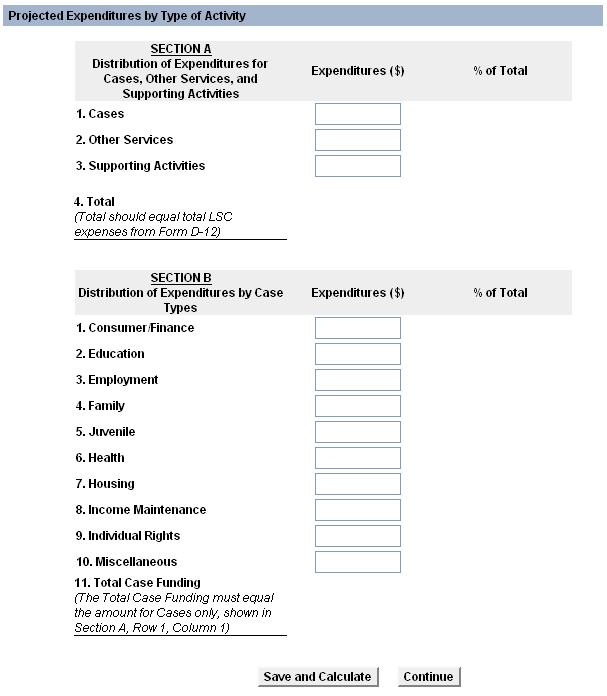 Projected Expenditures by Type of Activity
SECTION A
Distribution of Expenditures for
Cases, Other Services, and
Supporting Activities
Expenditures ($)
% of Total
1. Cases
2. Other Services
3. Supporting Activities
4. Total
(Total should equal total LSC
expenses from Form D-12)
SECTION B
Distribution of Expenditures by Case
Types
Expenditures ($)
% of Total
1. Consumer/Finance
2. Education
3. Employment
4. Family
5. Juvenile
6. Health
7. Housing
8. Income Maintenance
9. Individual Rights
10. Miscellaneous
11. Total Case Funding
(The Total Case Funding must equal
the amount for Cases only, shown in
Section A, Row 1, Column 1)
Save and Calculate
Continue